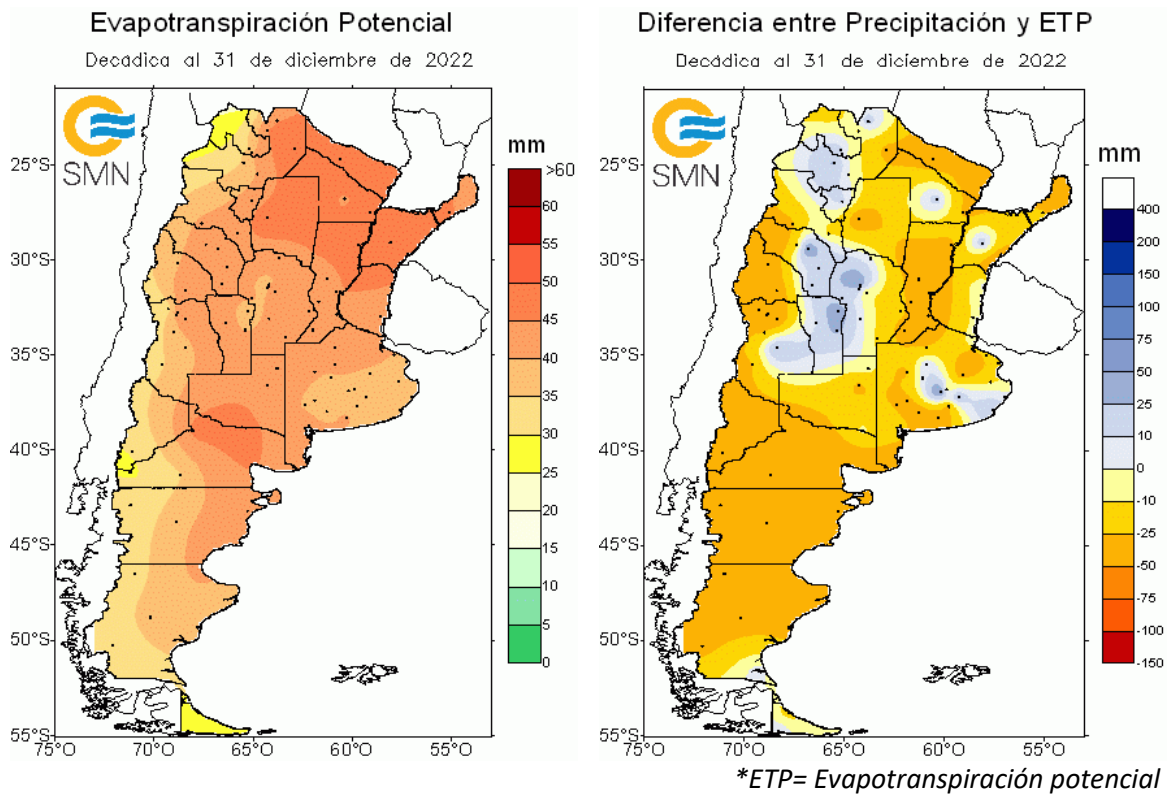 Evapotranspiración Potencial
Decádica al 31 de diciembre de 2022
SMN
mm
>60
60
55
50
45
40
35
30
25
20
15
10
5
0
25°S
30°S
35°S
40°S
45°S
50°S
55°S
75°O 70°O 65°O 60°O 55°O
Diferencia entre Precipitación y ETP
Decádica al 31 de diciembre de 2022
SMN
mm
400
200
150
100
75
50
25
10
0
-10
-25
-50
-75
-100
-150
25°S
30°S
35°S
40°S
45°S
50°S
55°S
75°O 70°O 65°O 60°O 55°O
*ETP= Evapotranspiración potencial